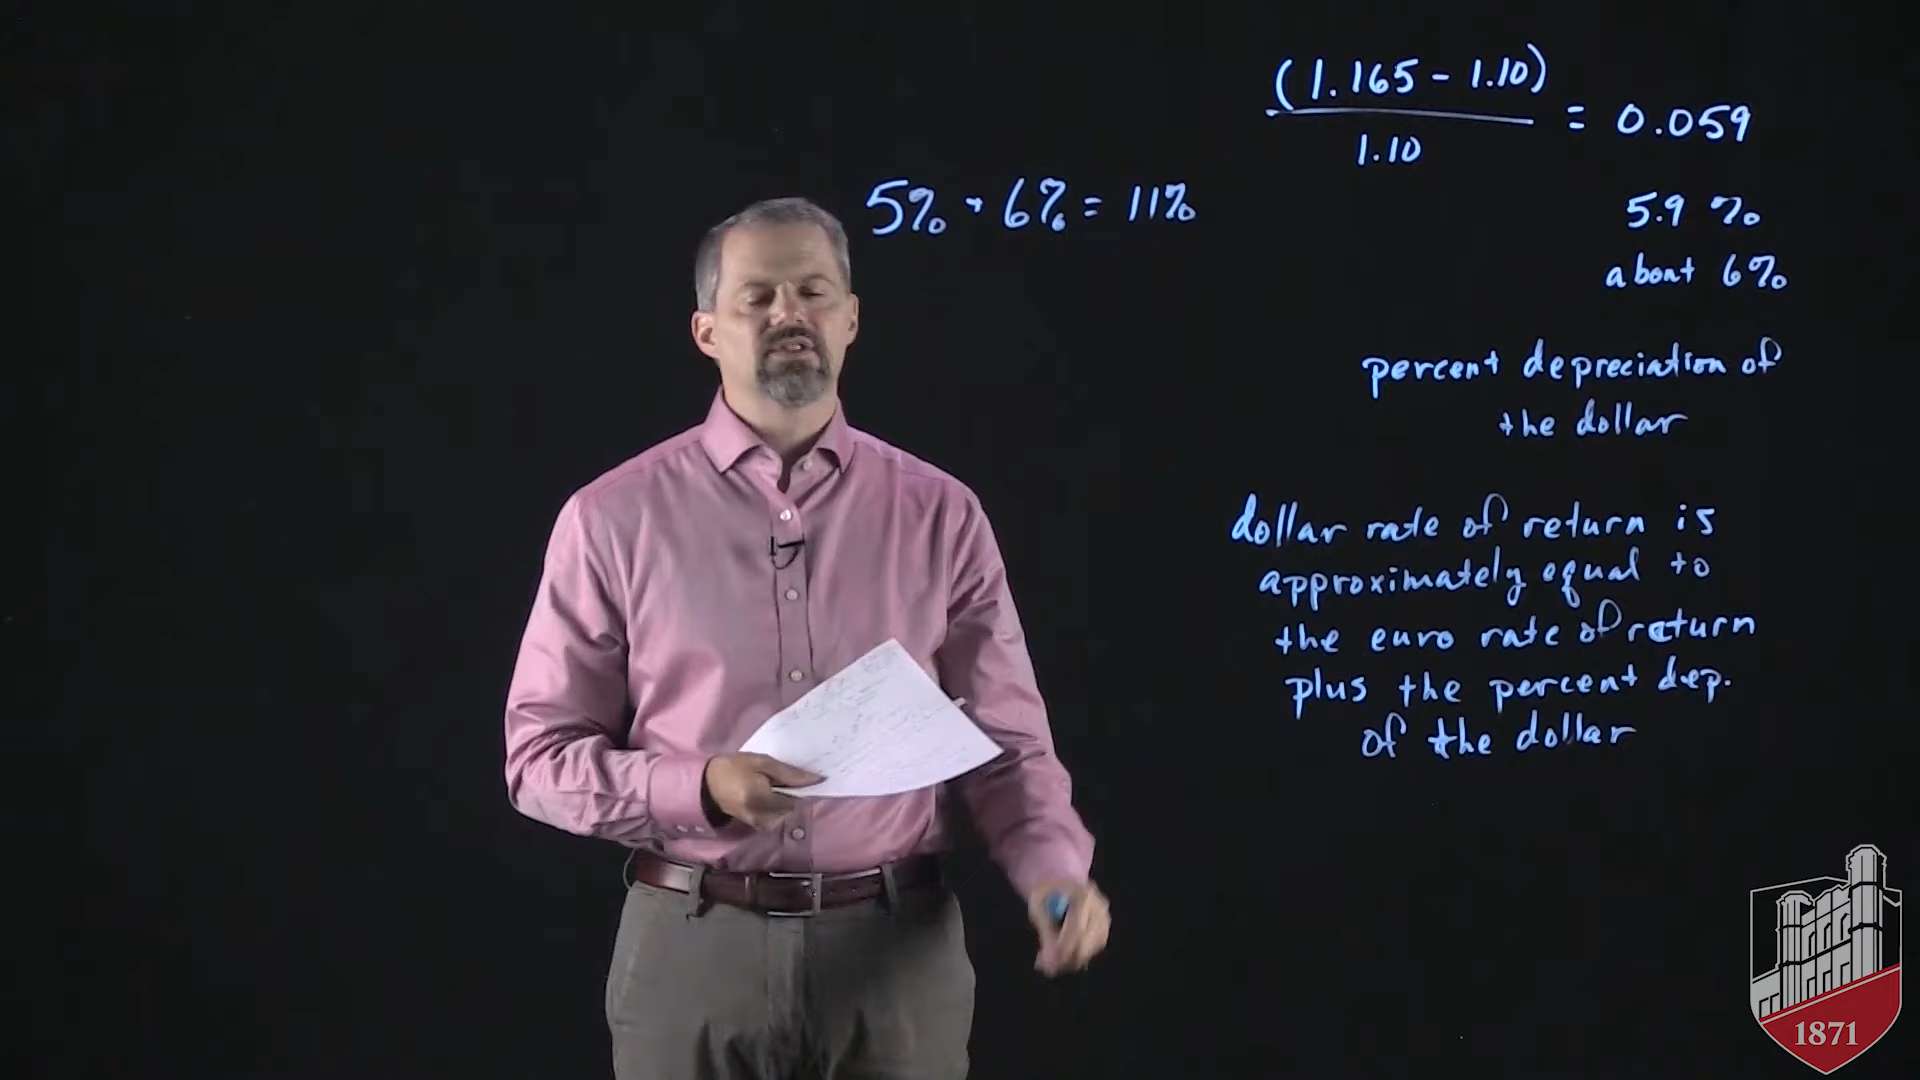 (1.165 - 1.10)
1.10
= 0.059
5% + 6% = 11%
5.9 %
about 6%
percent depreciation of
the dollar
dollar rate of return is
approximately equal to
the euro rate of return
plus the percent dep.
of the dollar
1871